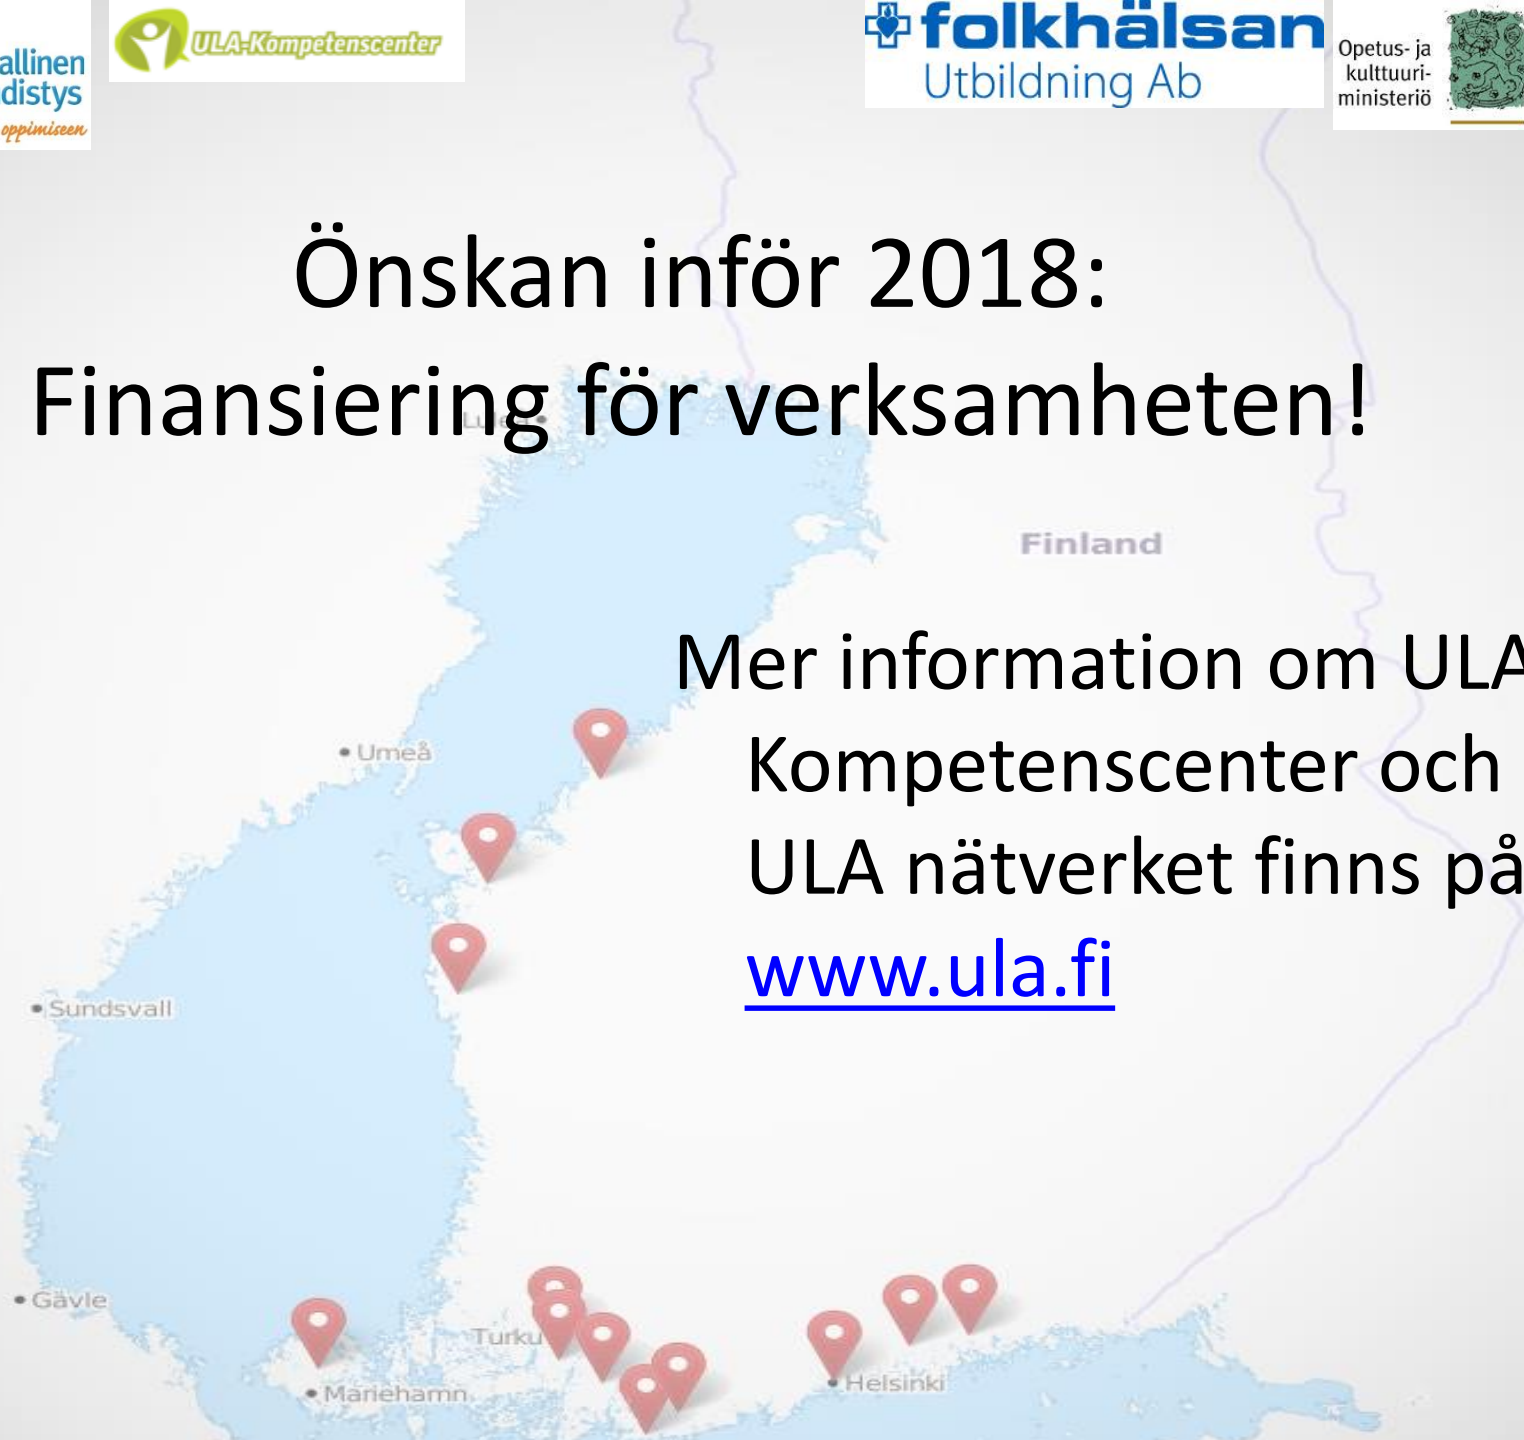 allinen
distys
oppimiseen
ULA-Kompetenscenter
folkhälsan
Utbildning Ab
Opetus- ja
kulttuuri-
ministeriö
Önskan inför 2018:
Finansiering för verksamheten!
Finland
Mer information om ULA
Kompetenscenter och
ULA nätverket finns på
www.ula.fi
Umeå
Sundsvall
Gävle
Turku
Mariehamn
Helsinki